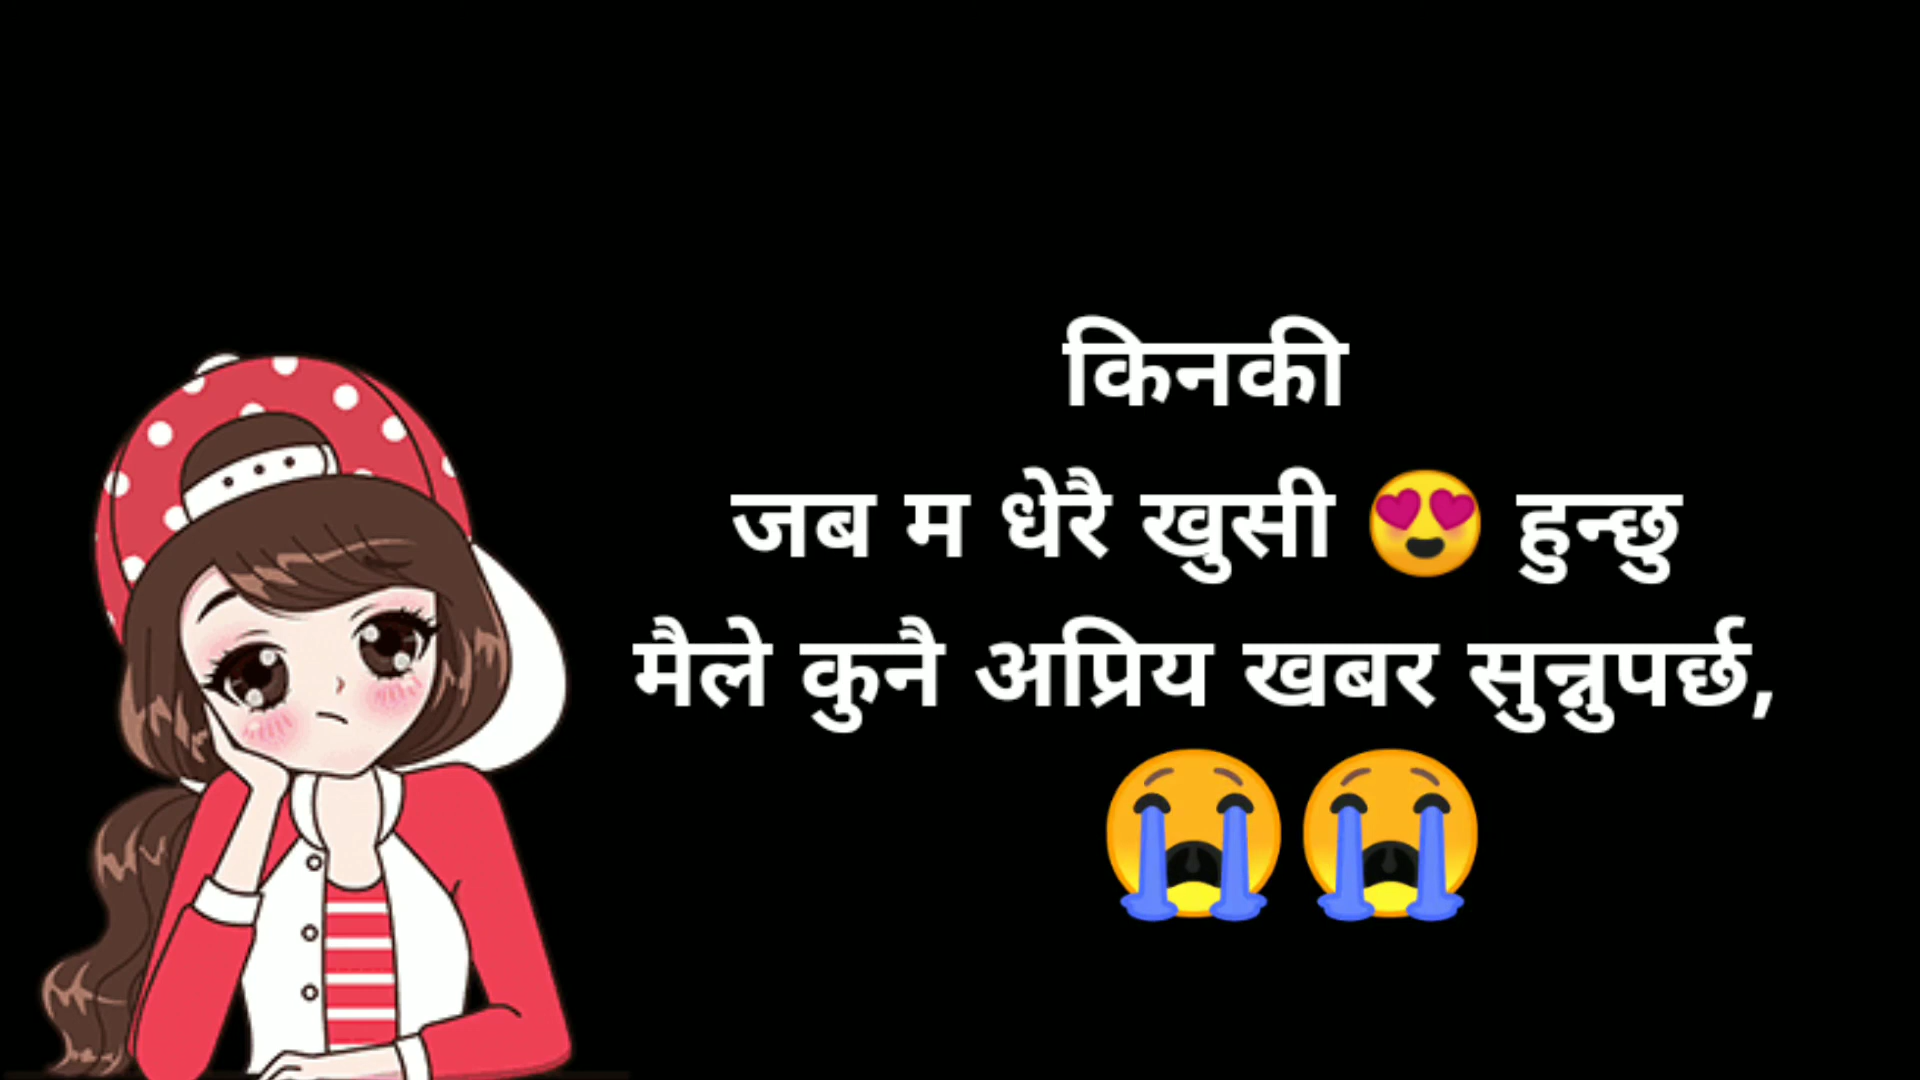 किनकी
जब म धेरै खुसी 😍 हुन्छु
मैले कुनै अप्रिय खबर सुन्नुपर्छ,
😭😭